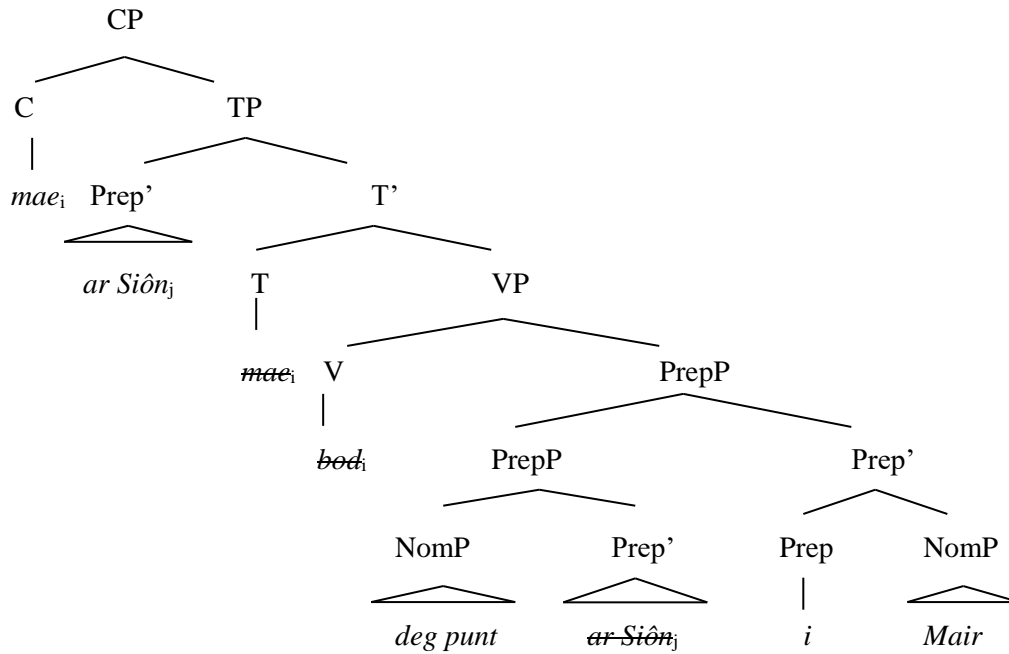 CP
C TP
mae i Prep’ T’
ar Siôn j T VP
mae i V PrepP
bod i PrepP Prep’
NomP Prep’ Prep NomP
deg punt ar Siôn j i Mair